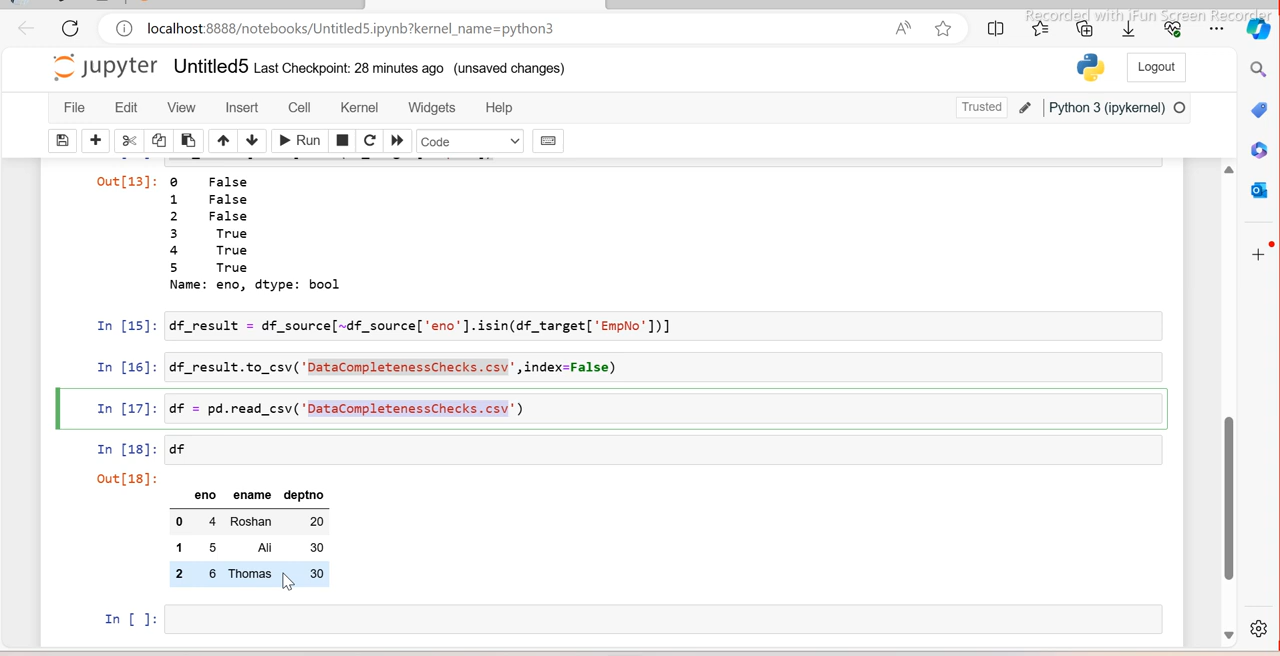 Recorded with iFun Screen Recorder
localhost:8888/notebooks/Untitled5.ipynb?kernel_name=python3
jupyter Untitled5 Last Checkpoint: 28 minutes ago (unsaved changes)
Logout
File Edit View Insert Cell Kernel Widgets Help
Trusted Python 3 (ipykernel)
Run Code
Out[13]: 0 False
1 False
2 False
3 True
4 True
5 True
Name: eno, dtype: bool
In [15]: df_result = df_source[~df_source['eno'].isin(df_target['EmpNo'])]
In [16]: df_result.to_csv('DataCompletenessChecks.csv',index=False)
In [17]: df = pd.read_csv('DataCompletenessChecks.csv')
In [18]: df
Out[18]:
eno ename deptno
0 4 Roshan 20
1 5 Ali 30
2 6 Thomas 30
In [ ]: